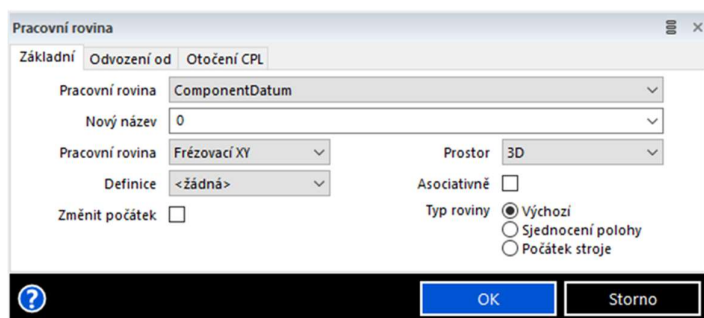 Pracovní rovina
Základní Odvození od Otočení CPL
Pracovní rovina ComponentDatum
Nový název 0
Pracovní rovina Frézovací XY Prostor 3D
Definice <žádná> Asociativně
Změnit počátek Typ roviny Výchozí
Sjednocení polohy
Počátek stroje
? OK Storno